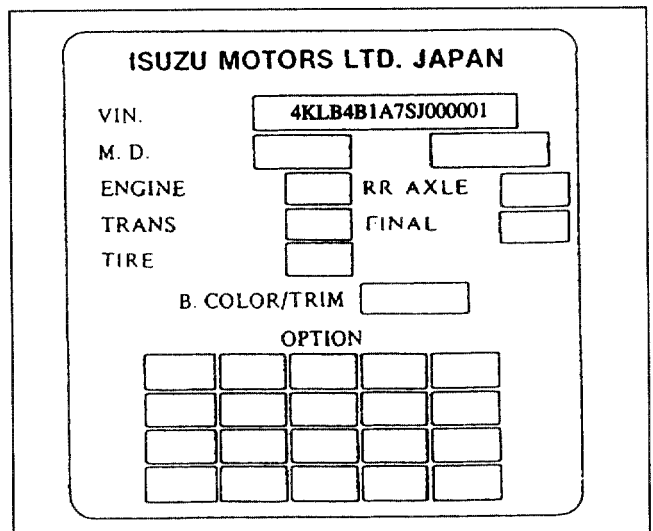 ISUZU MOTORS LTD. JAPAN
VIN. 4KLB4B1A7SJ000001
M. D.
ENGINE RR AXLE
TRANS FINAL
TIRE
B. COLOR/TRIM
OPTION